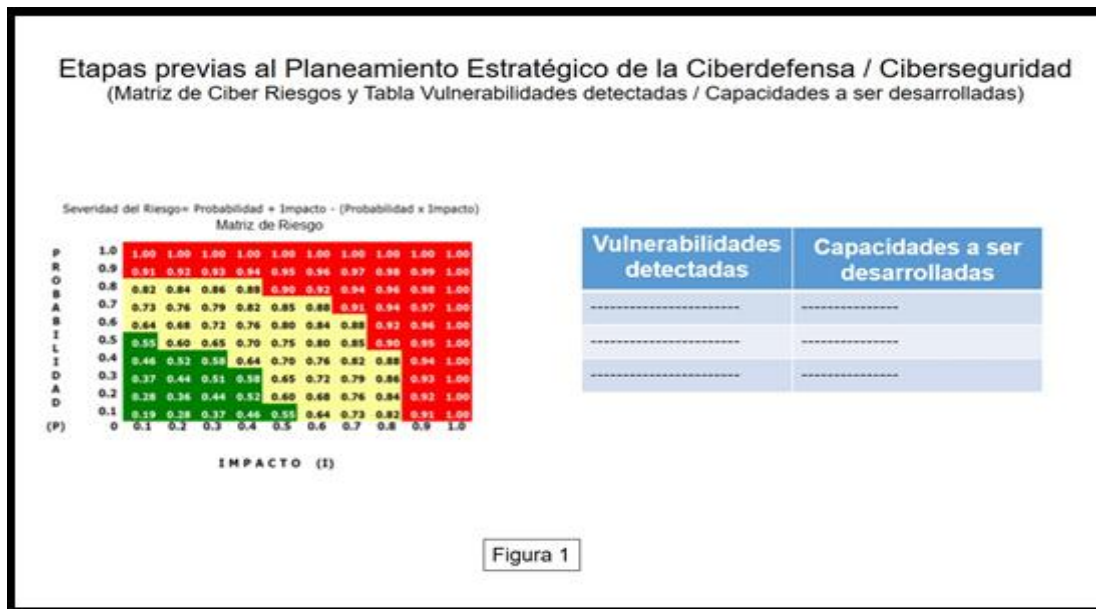 Etapas previas al Planeamiento Estratégico de la Ciberdefensa / Ciberseguridad
(Matriz de Ciber Riesgos y Tabla Vulnerabilidades detectadas / Capacidades a ser desarrolladas)
Severidad del Riesgo= Probabilidad + Impacto - (Probabilidad x Impacto)
Matriz de Riesgo
PROBABILIDAD
(P)
1.0 1.00 1.00 1.00 1.00 1.00 1.00 1.00 1.00 1.00 1.00
0.9 0.91 0.92 0.93 0.94 0.95 0.96 0.97 0.98 0.99 1.00
0.8 0.82 0.84 0.86 0.88 0.90 0.92 0.94 0.96 0.98 1.00
0.7 0.73 0.76 0.79 0.82 0.85 0.88 0.91 0.94 0.97 1.00
0.6 0.64 0.68 0.72 0.76 0.80 0.84 0.88 0.92 0.96 1.00
0.5 0.55 0.60 0.65 0.70 0.75 0.80 0.85 0.90 0.95 1.00
0.4 0.46 0.52 0.58 0.64 0.70 0.76 0.82 0.88 0.94 1.00
0.3 0.37 0.44 0.51 0.58 0.65 0.72 0.79 0.86 0.93 1.00
0.2 0.28 0.36 0.44 0.52 0.60 0.68 0.76 0.84 0.92 1.00
0.1 0.19 0.28 0.37 0.46 0.55 0.64 0.73 0.82 0.91 1.00
0 0.1 0.2 0.3 0.4 0.5 0.6 0.7 0.8 0.9 1.0
IMPACTO (I)
Vulnerabilidades
detectadas
Capacidades a ser
desarrolladas
----------------------- ---------------
----------------------- ---------------
----------------------- ---------------
Figura 1